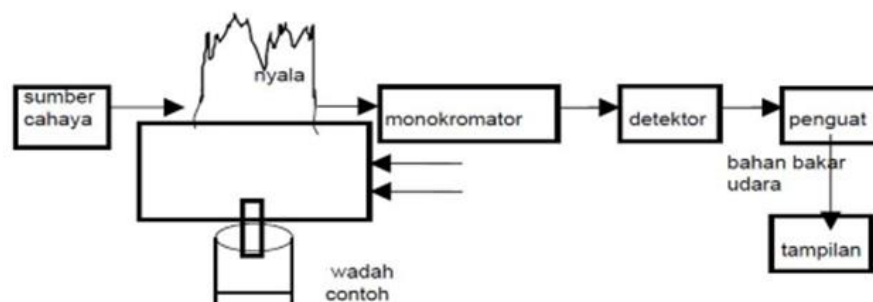 nyala
sumber
cahaya
monokromator
detektor
penguat
bahan bakar
udara
tampilan
wadah
contoh